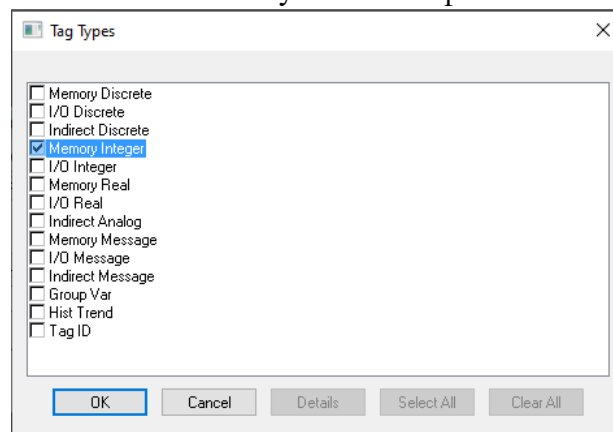 Tag Types
Memory Discrete
I/O Discrete
Indirect Discrete
Memory Integer
I/O Integer
Memory Real
I/O Real
Indirect Analog
Memory Message
I/O Message
Indirect Message
Group Var
Hist Trend
Tag ID
OK Cancel Details Select All Clear All